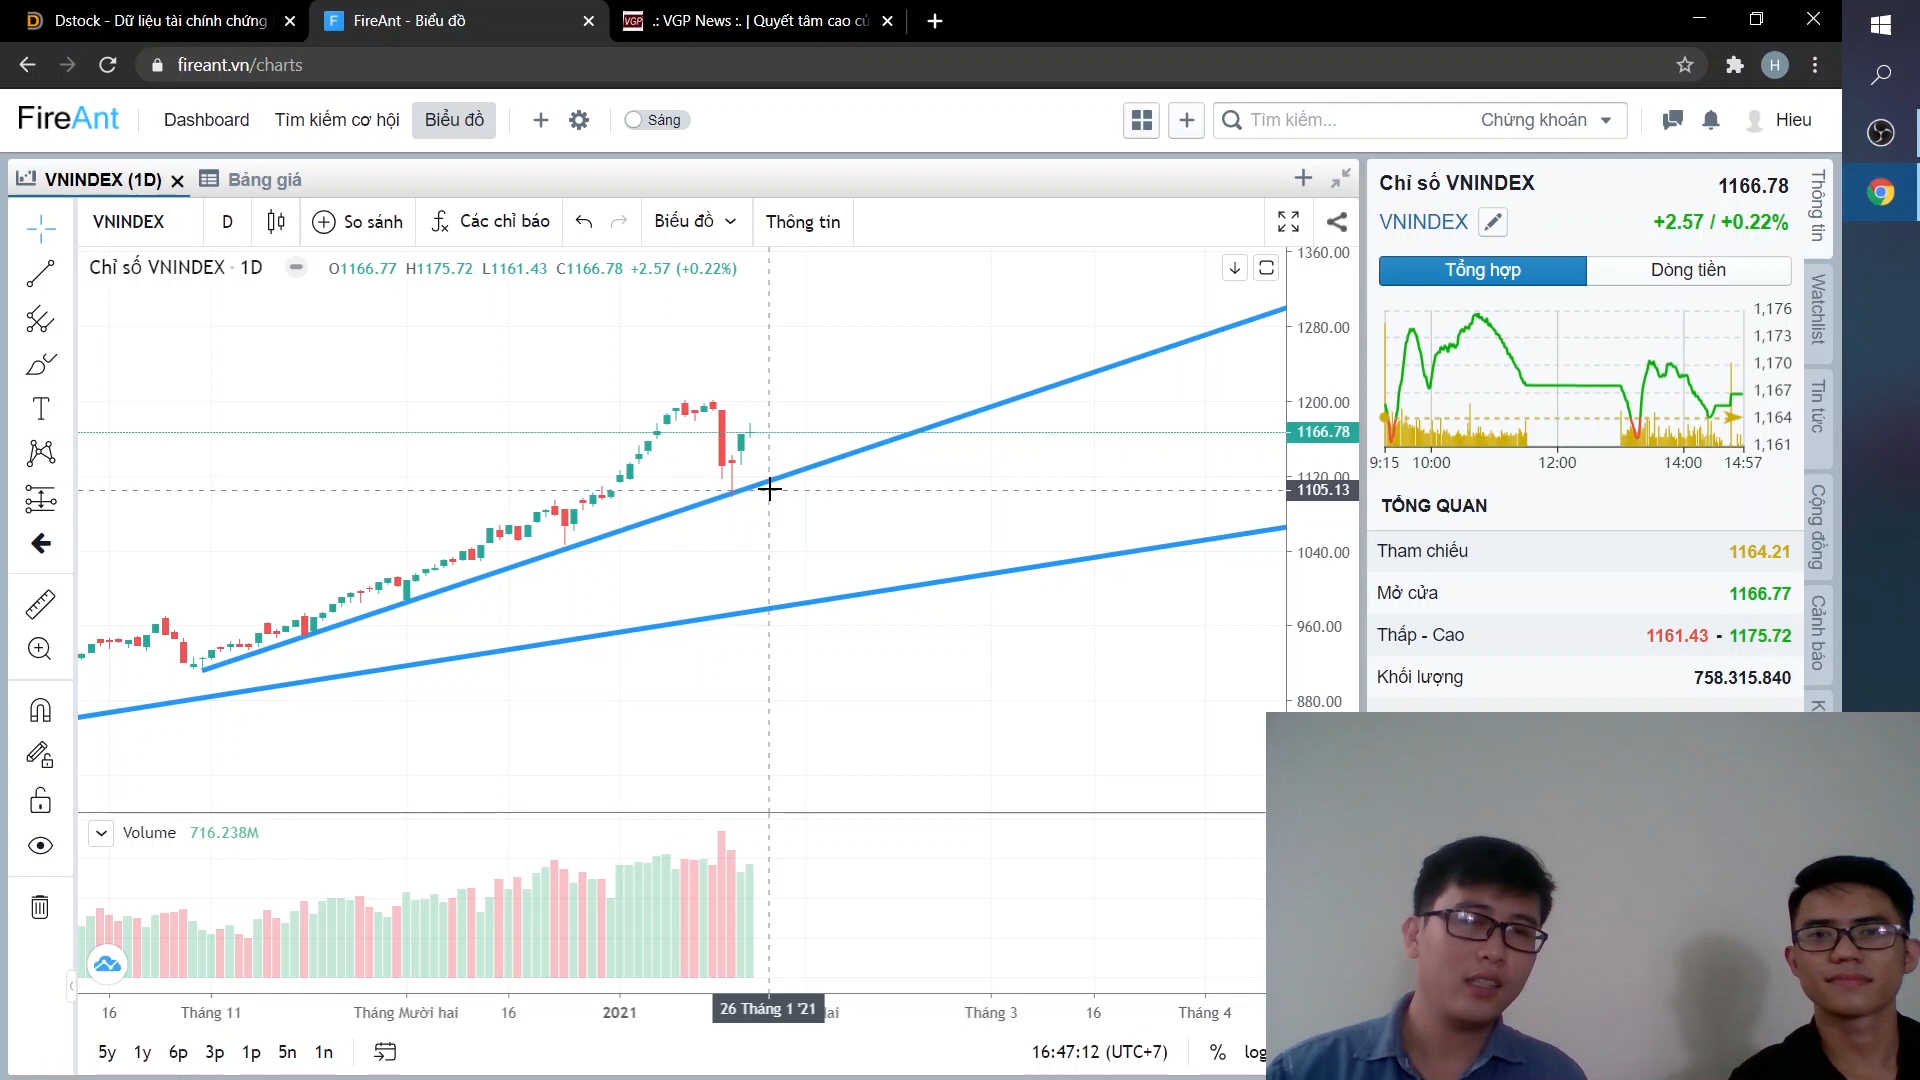 Dstock - Dữ liệu tài chính chứng
FireAnt - Biểu đồ
VGP .: VGP News :. | Quyết tâm cao củ
fireant.vn/charts
H
FireAnt
Dashboard
Tìm kiếm cơ hội
Biểu đồ
Sáng
Tìm kiếm...
Chứng khoán
Hieu
VNINDEX (1D)
Bảng giá
VNINDEX
D
So sánh
Các chỉ báo
Biểu đồ
Thông tin
Chỉ số VNINDEX · 1D
O1166.77 H1175.72 L1161.43 C1166.78 +2.57 (+0.22%)
1360.00
1280.00
1200.00
1166.78
1120.00
1105.13
1040.00
960.00
880.00
Volume 716.238M
16
Tháng 11
Tháng Mười hai
16
2021
26 Tháng 1 '21
Tháng 3
16
Tháng 4
5y 1y 6p 3p 1p 5n 1n
16:47:12 (UTC+7)
%
log
Chỉ số VNINDEX
1166.78
VNINDEX
+2.57 / +0.22%
Tổng hợp
Dòng tiền
1,176
1,173
1,170
1,167
1,164
1,161
9:15 10:00 12:00 14:00 14:57
TỔNG QUAN
Tham chiếu 1164.21
Mở cửa 1166.77
Thấp - Cao 1161.43 - 1175.72
Khối lượng 758.315.840
Thông tin
Watchlist
Tin tức
Cộng đồng
Cảnh báo
K